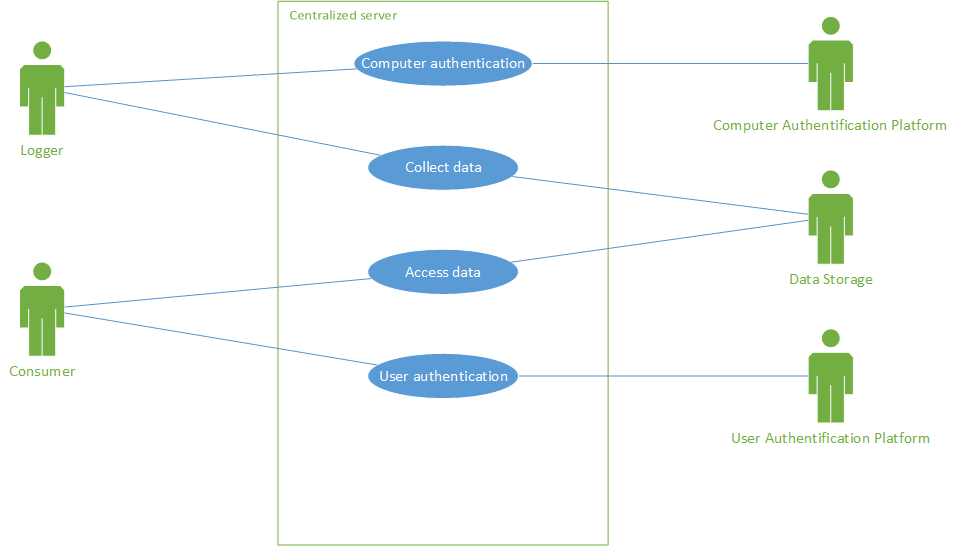 Centralized server
Computer authentication
Computer Authentification Platform
Logger
Collect data
Access data
Data Storage
Consumer
User authentication
User Authentification Platform